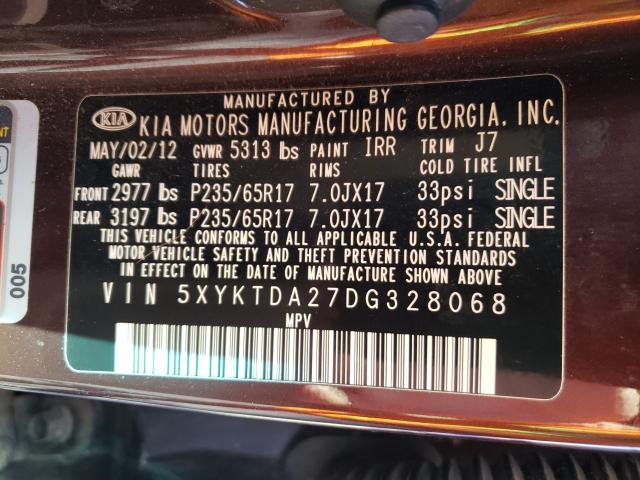 MANUFACTURED BY
KIA KIA MOTORS MANUFACTURING GEORGIA. INC.
MAY/02/12 GVWR 5313 lbs PAINT IRR TRIM J7
GAWR TIRES RIMS COLD TIRE INFL
FRONT 2977 lbs P235/65R17 7.0JX17 33psi SINGLE
REAR 3197 lbs P235/65R17 7.0JX17 33psi SINGLE
THIS VEHICLE CONFORMS TO ALL APPLICABLE U.S.A. FEDERAL
MOTOR VEHICLE SAFETY AND THEFT PREVENTION STANDARDS
IN EFFECT ON THE DATE OF MANUFACTURE SHOWN ABOVE.
VIN 5XYKTDA27DG328068
MPV
005